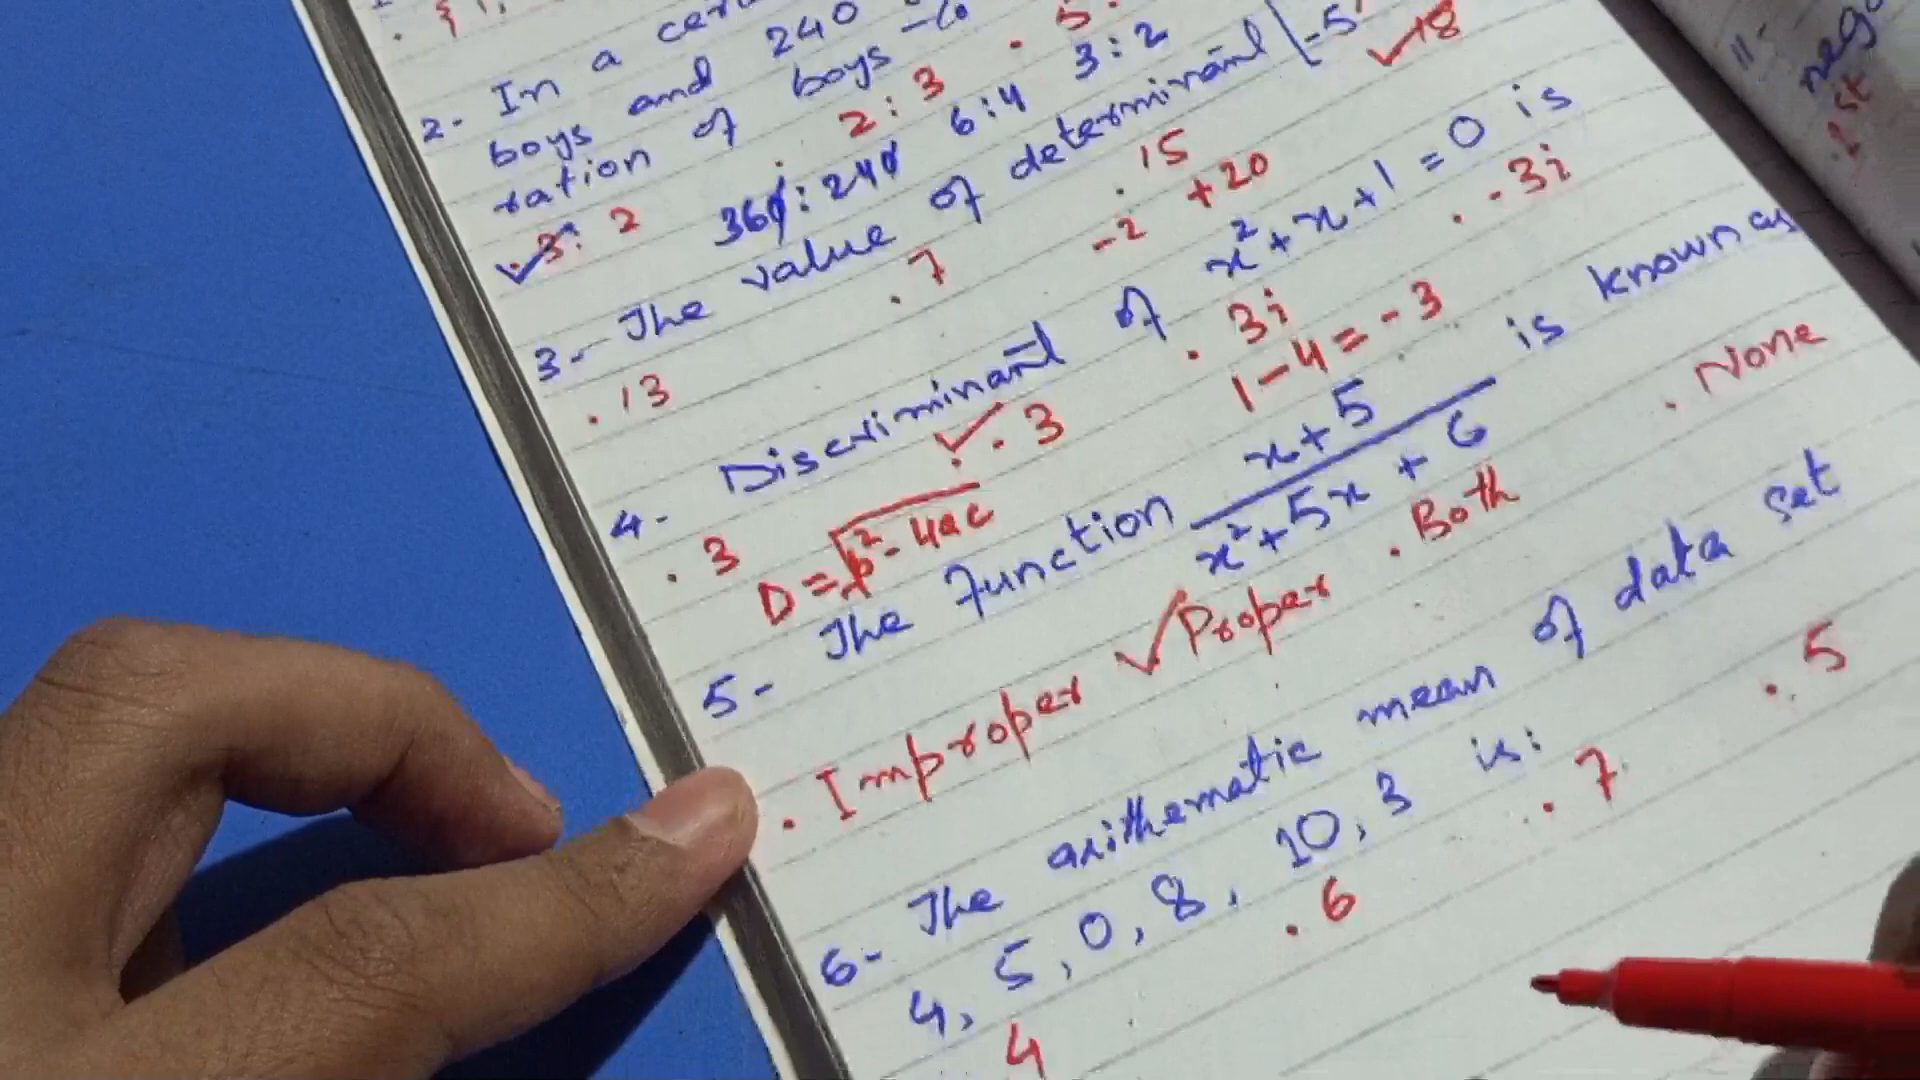 2- In a
boys and 240
ration of boys
2 : 3
. 3 : 2
360 : 240 6 : 4 3 : 2
3- The value of determinant
. 13 . 7 . 15 18
-2 +20
4- Discriminant of x² + x + 1 = 0 is
. 3 . -3 . 3i . -3i
D = √b² - 4ac 1 - 4 = -3
5- The function x+5 / x²+5x+6 is known as
. Improper Proper . Both . None
6- The arithematic mean of data set
4, 5, 0, 8, 10, 3 is:
4 . 6 . 7 . 5